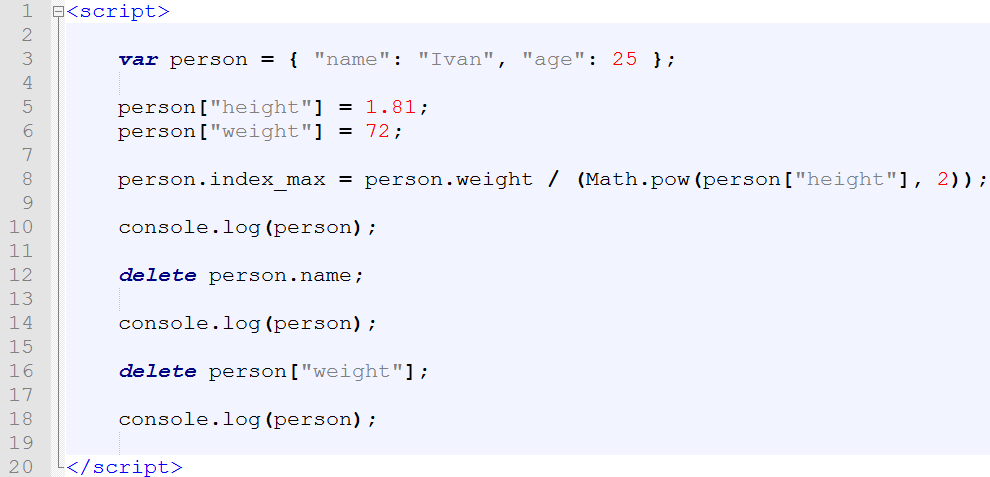 1 <script>
2
3 var person = { "name": "Ivan", "age": 25 };
4
5 person["height"] = 1.81;
6 person["weight"] = 72;
7
8 person.index_max = person.weight / (Math.pow(person["height"], 2));
9
10 console.log(person);
11
12 delete person.name;
13
14 console.log(person);
15
16 delete person["weight"];
17
18 console.log(person);
19
20 </script>